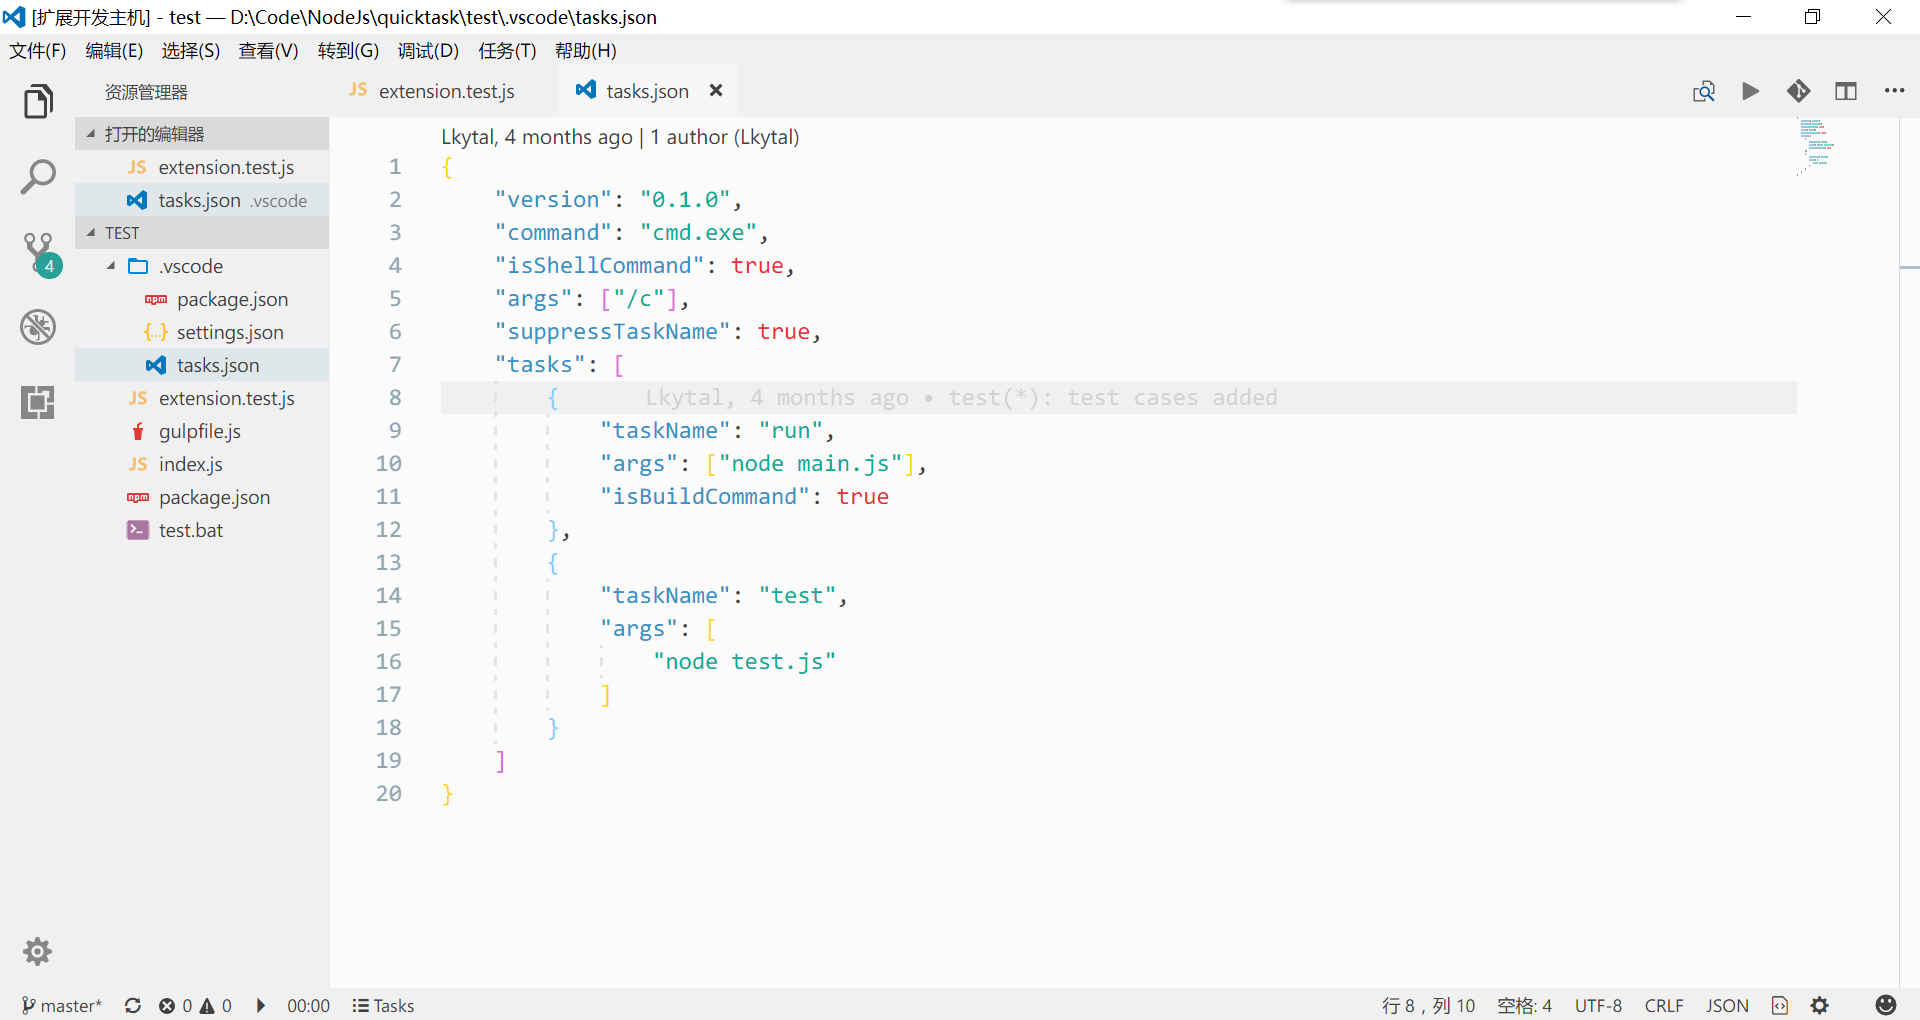 [扩展开发主机] - test — D:\Code\NodeJs\quicktask\test\.vscode\tasks.json
文件(F) 编辑(E) 选择(S) 查看(V) 转到(G) 调试(D) 任务(T) 帮助(H)
资源管理器
打开的编辑器
JS extension.test.js
tasks.json .vscode
TEST
.vscode
npm package.json
{..} settings.json
tasks.json
JS extension.test.js
gulpfile.js
JS index.js
npm package.json
test.bat
4
JS extension.test.js
tasks.json
Lkytal, 4 months ago | 1 author (Lkytal)
1 {
2 "version": "0.1.0",
3 "command": "cmd.exe",
4 "isShellCommand": true,
5 "args": ["/c"],
6 "suppressTaskName": true,
7 "tasks": [
8 { Lkytal, 4 months ago • test(*): test cases added
9 "taskName": "run",
10 "args": ["node main.js"],
11 "isBuildCommand": true
12 },
13 {
14 "taskName": "test",
15 "args": [
16 "node test.js"
17 ]
18 }
19 ]
20 }
master* 0 0 00:00 Tasks 行 8，列 10 空格: 4 UTF-8 CRLF JSON